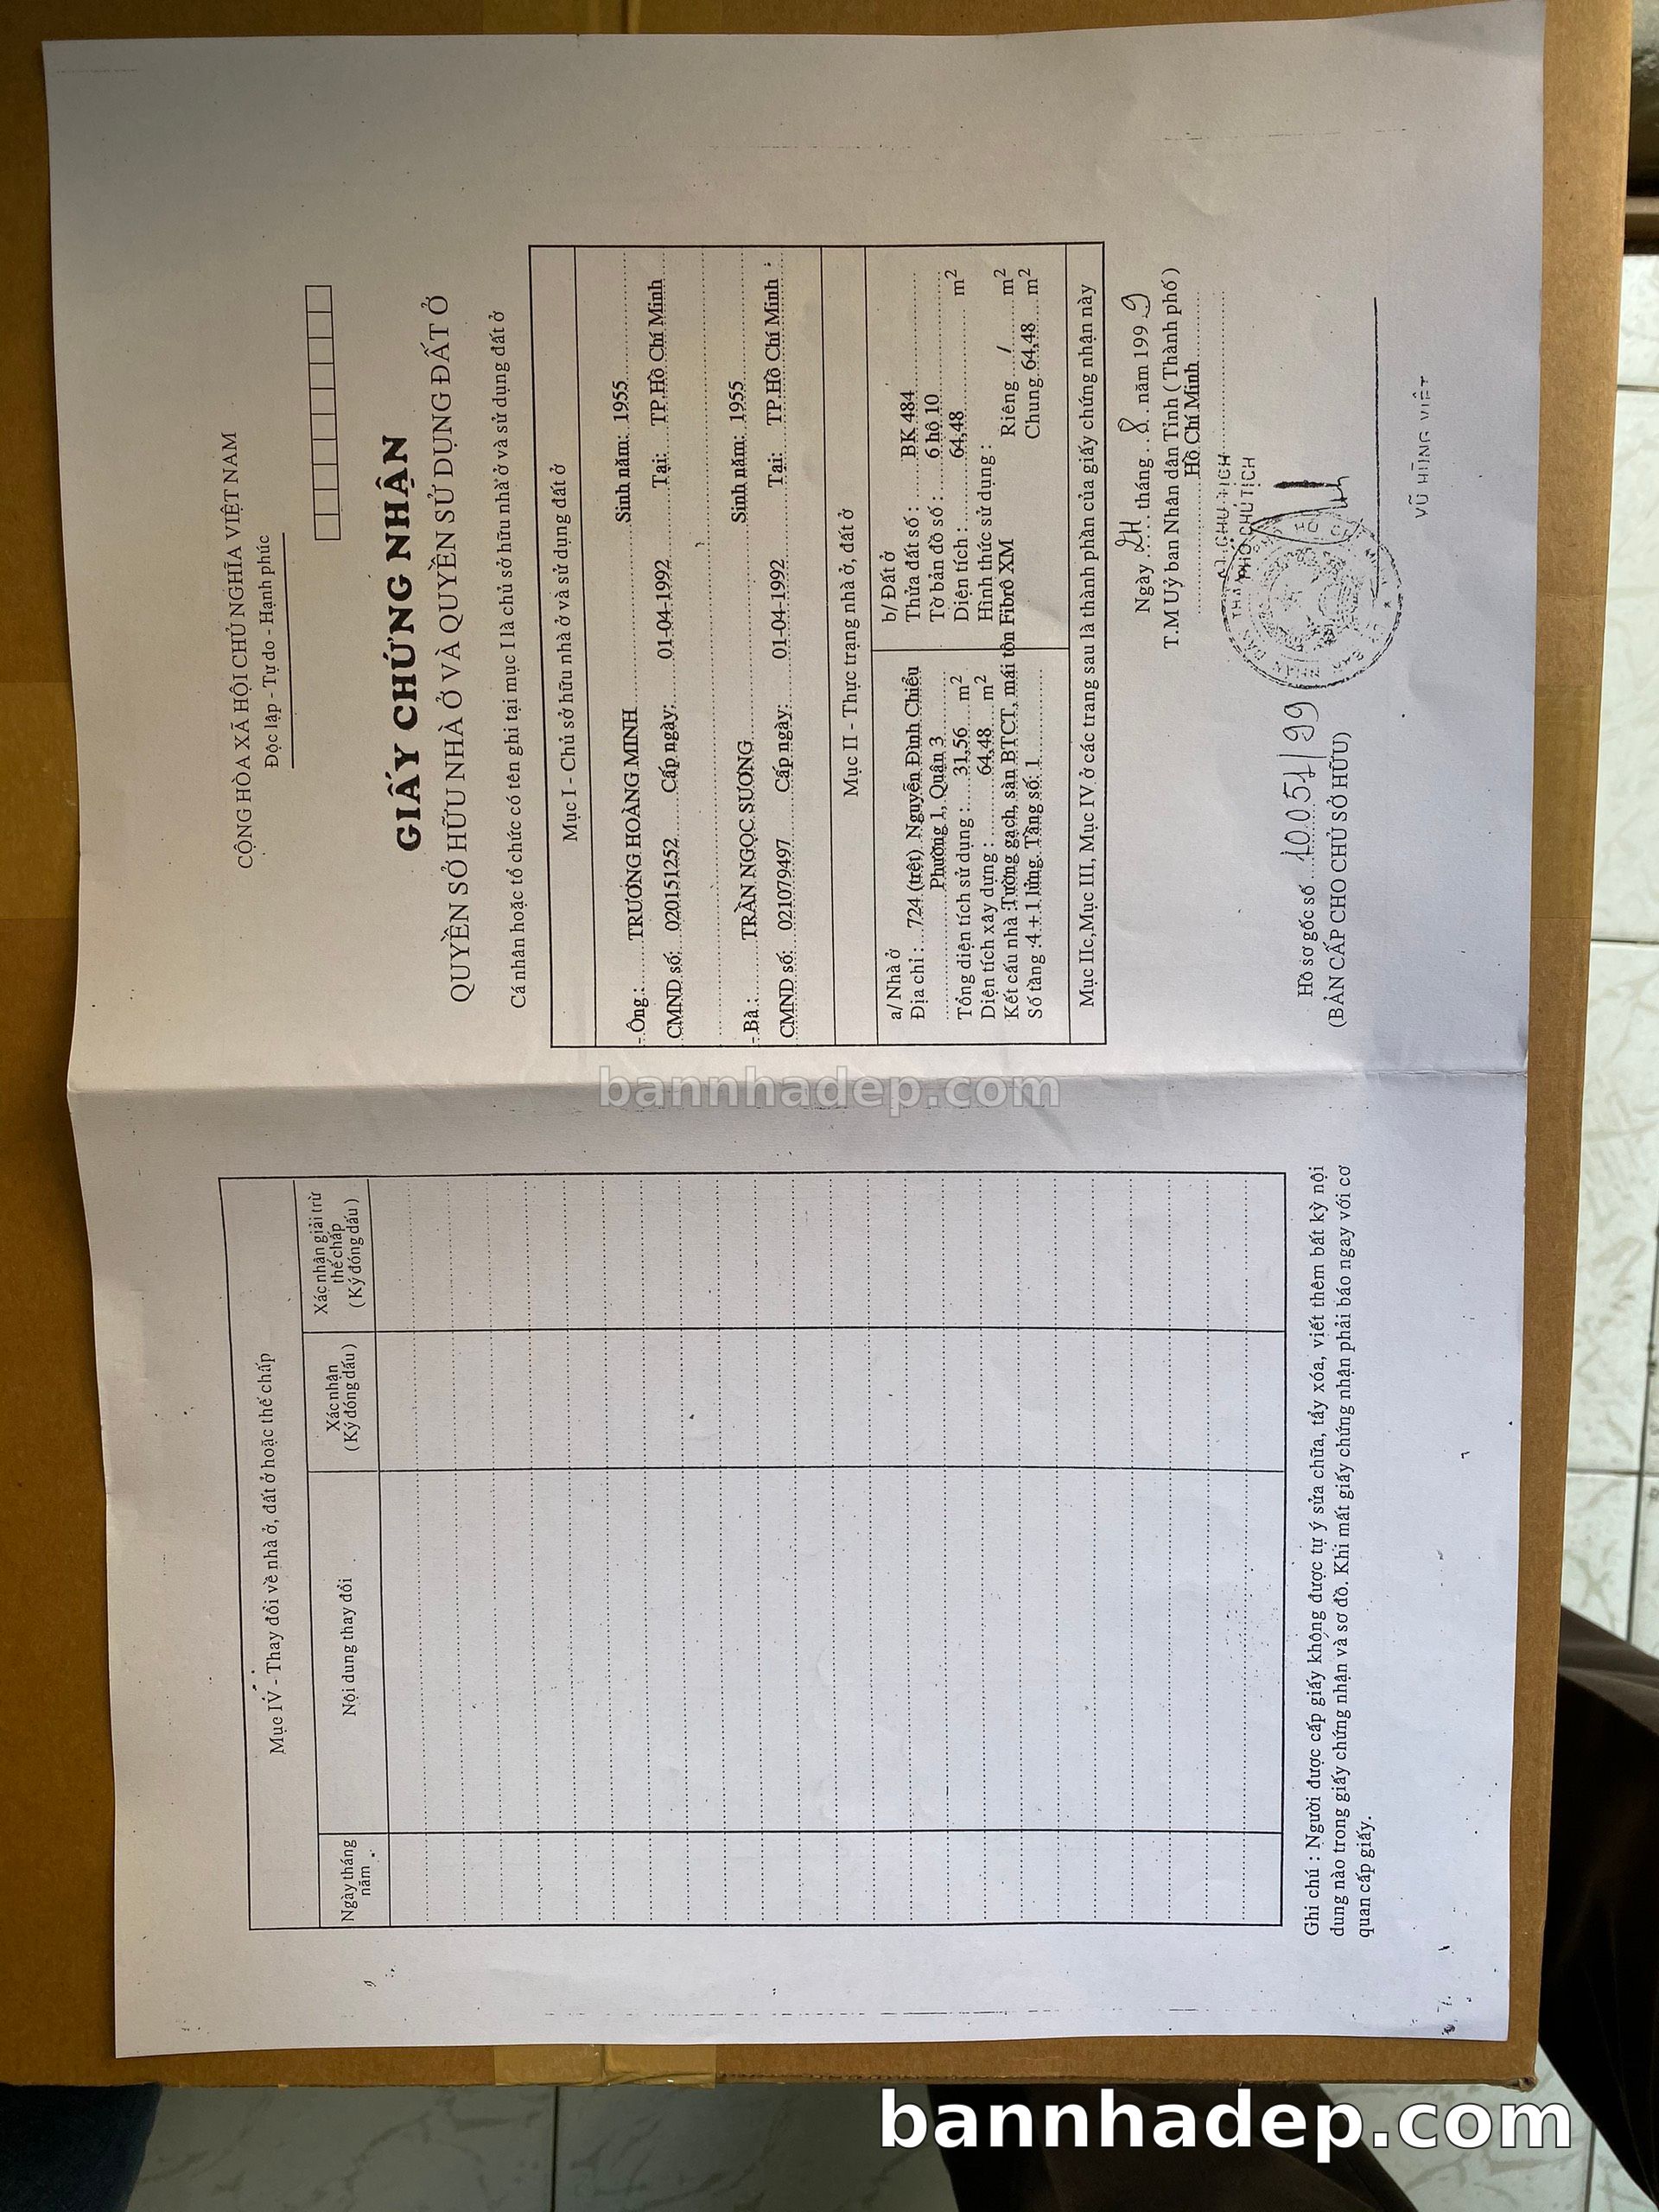 CỘNG HÒA XÃ HỘI CHỦ NGHĨA VIỆT NAM
Độc lập - Tự do - Hạnh phúc
GIẤY CHỨNG NHẬN
QUYỀN SỞ HỮU NHÀ Ở VÀ QUYỀN SỬ DỤNG ĐẤT Ở
Cá nhân hoặc tổ chức có tên ghi tại mục I là chủ sở hữu nhà ở và sử dụng đất ở
Mục I - Chủ sở hữu nhà ở và sử dụng đất ở
- Ông : TRƯƠNG HOÀNG MINH Sinh năm: 1955
CMND số: 020151252 Cấp ngày: 01-04-1992 Tại: TP.Hồ Chí Minh
- Bà : TRẦN NGỌC SƯƠNG Sinh năm: 1955
CMND số: 021079497 Cấp ngày: 01-04-1992 Tại: TP.Hồ Chí Minh
Mục II - Thực trạng nhà ở, đất ở
a/ Nhà ở
Địa chỉ : 724 (trệt) Nguyễn Đình Chiểu
Phường 1, Quận 3
Tổng diện tích sử dụng : 31,56 m2
Diện tích xây dựng : 64,48 m2
Kết cấu nhà :Tường gạch, sàn BTCT, mái tôn Fibrô XM
Số tầng :4 + 1 lửng. Tầng số: 1
b/ Đất ở
Thửa đất số : BK 484
Tờ bản đồ số : 6 hộ 10
Diện tích : 64,48 m2
Hình thức sử dụng :
Riêng / m2
Chung 64,48 m2
Mục IIc,Mục III, Mục IV ở các trang sau là thành phần của giấy chứng nhận này
Ngày 24 tháng 8 năm 1999
T.M Uỷ ban Nhân dân Tỉnh ( Thành phố )
Hồ Chí Minh
KT. CHỦ TỊCH
PHÓ CHỦ TỊCH
VŨ HÙNG VIỆT
Hồ sơ gốc số 10051/99
(BẢN CẤP CHO CHỦ SỞ HỮU)
Mục IV - Thay đổi về nhà ở, đất ở hoặc thế chấp
Ngày tháng năm
Nội dung thay đổi
Xác nhận
(Ký đóng dấu)
Xác nhận giải trừ
thế chấp
( Ký đóng dấu )
Ghi chú : Người được cấp giấy không được tự ý sửa chữa, tẩy xóa, viết thêm bất kỳ nội
dung nào trong giấy chứng nhận và sơ đồ. Khi mất giấy chứng nhận phải báo ngay với cơ
quan cấp giấy.
bannhadep.com
bannhadep.com